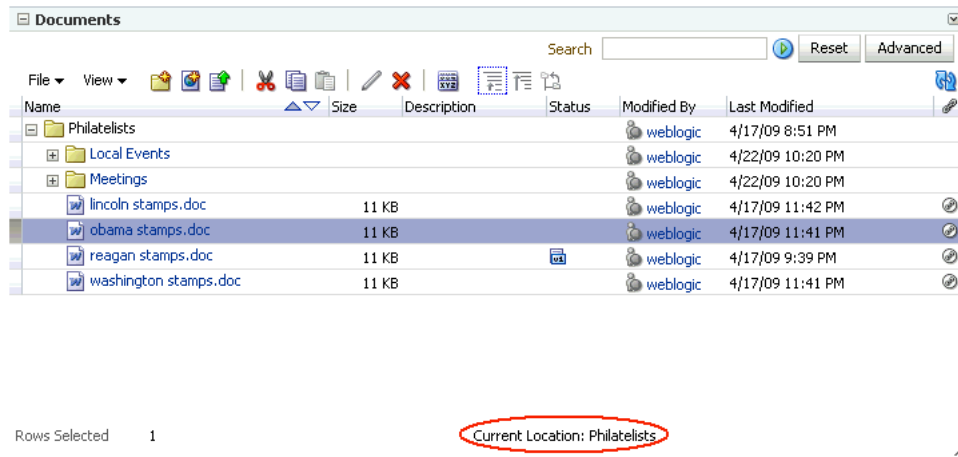 Documents
Search Reset Advanced
File View
Name Size Description Status Modified By Last Modified
Philatelists weblogic 4/17/09 8:51 PM
Local Events weblogic 4/22/09 10:20 PM
Meetings weblogic 4/22/09 10:20 PM
lincoln stamps.doc 11 KB weblogic 4/17/09 11:42 PM
obama stamps.doc 11 KB weblogic 4/17/09 11:41 PM
reagan stamps.doc 11 KB weblogic 4/17/09 9:39 PM
washington stamps.doc 11 KB weblogic 4/17/09 11:41 PM
Rows Selected 1 Current Location: Philatelists